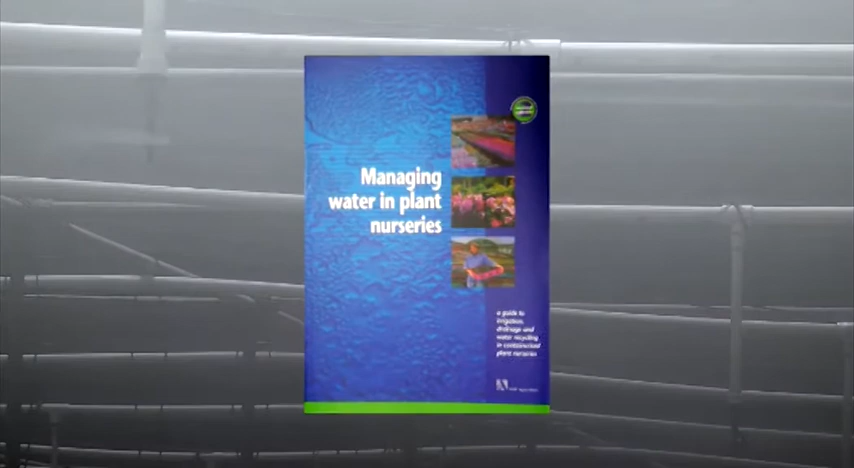 Managing
water in plant
nurseries
a guide to
irrigation,
drainage and
water recycling
in containerised
plant nurseries